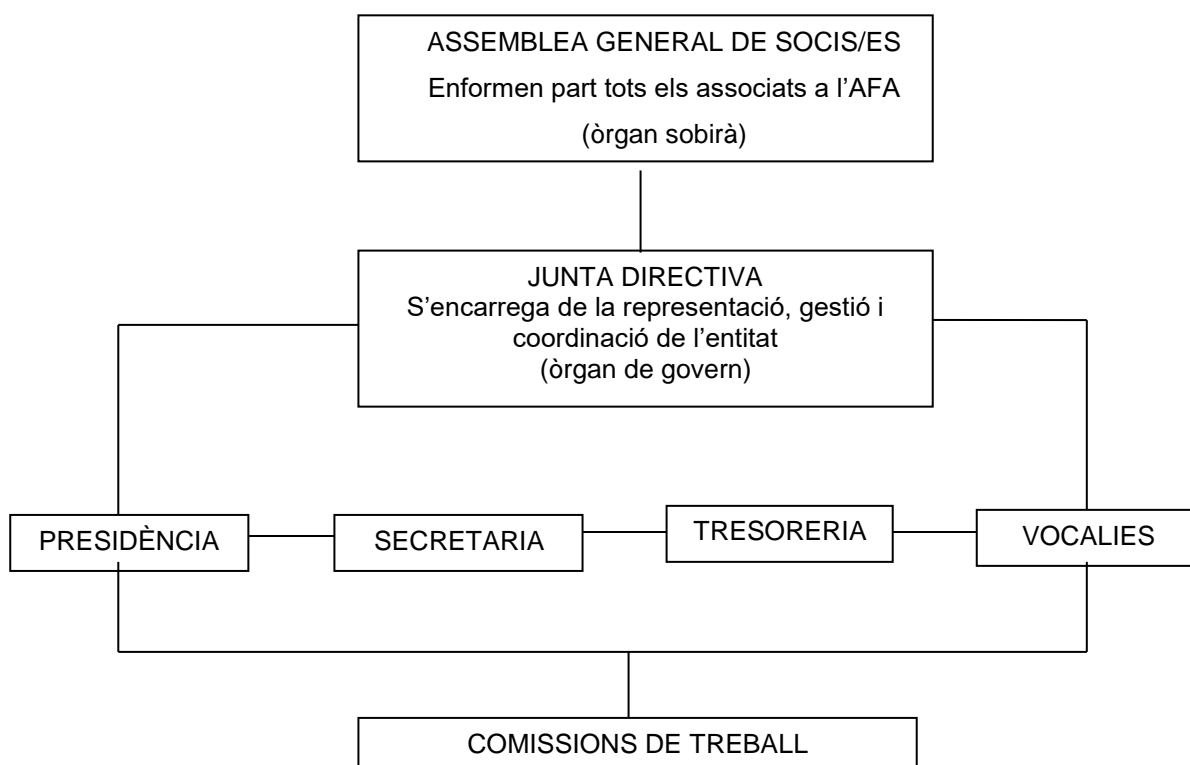 ASSEMBLEA GENERAL DE SOCIS/ES
Enformen part tots els associats a l’AFA
(òrgan sobirà)
JUNTA DIRECTIVA
S’encarrega de la representació, gestió i
coordinació de l’entitat
(òrgan de govern)
PRESIDÈNCIA
SECRETARIA
TRESORERIA
VOCALIES
COMISSIONS DE TREBALL